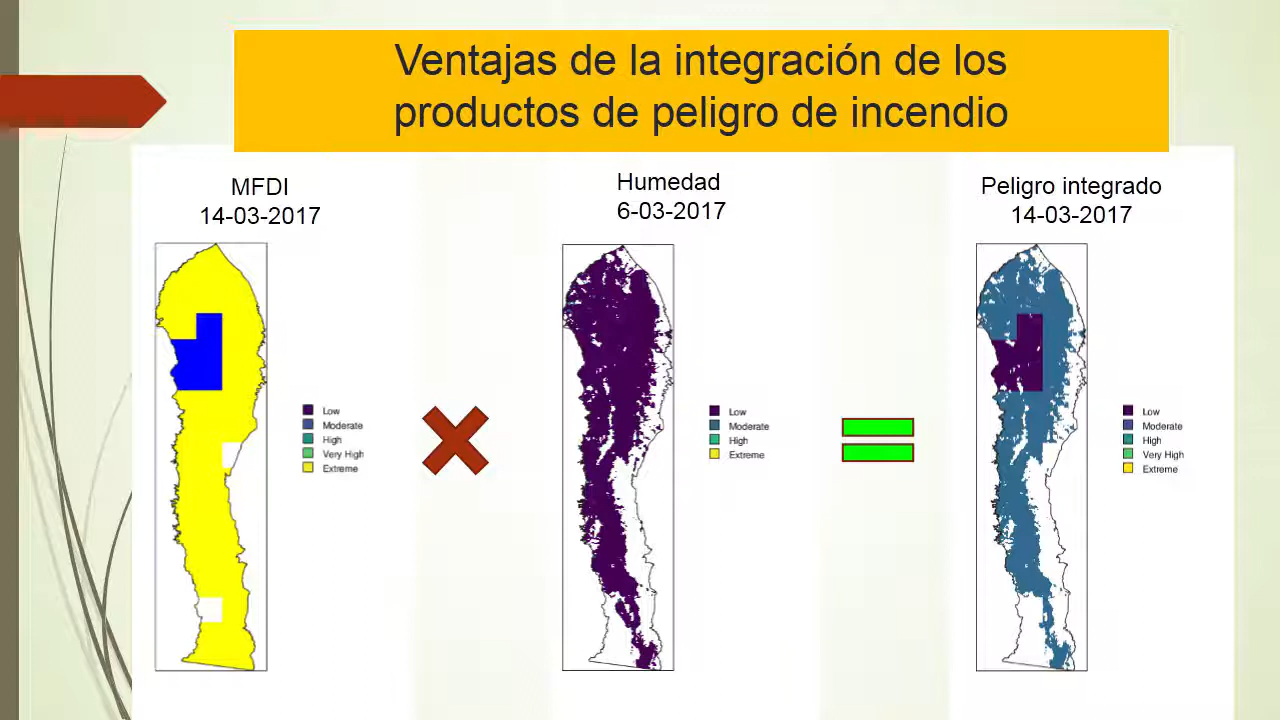 Ventajas de la integración de los
productos de peligro de incendio
MFDI
14-03-2017
Low
Moderate
High
Very High
Extreme
Humedad
6-03-2017
Low
Moderate
High
Extreme
Peligro integrado
14-03-2017
Low
Moderate
High
Very High
Extreme